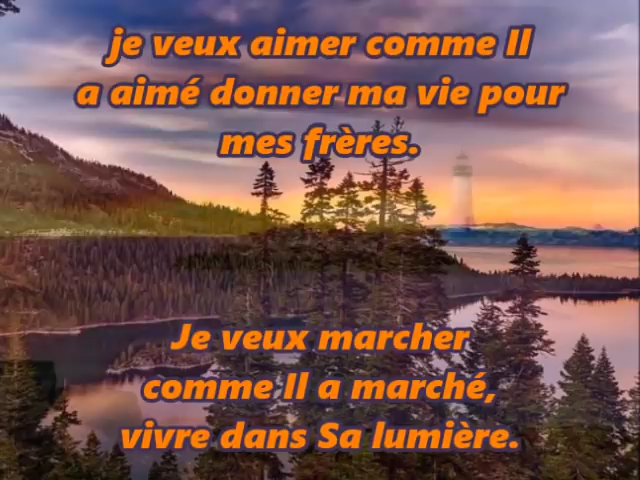 je veux aimer comme Il
a aimé donner ma vie pour
mes frères.
Je veux marcher
comme Il a marché,
vivre dans Sa lumière.